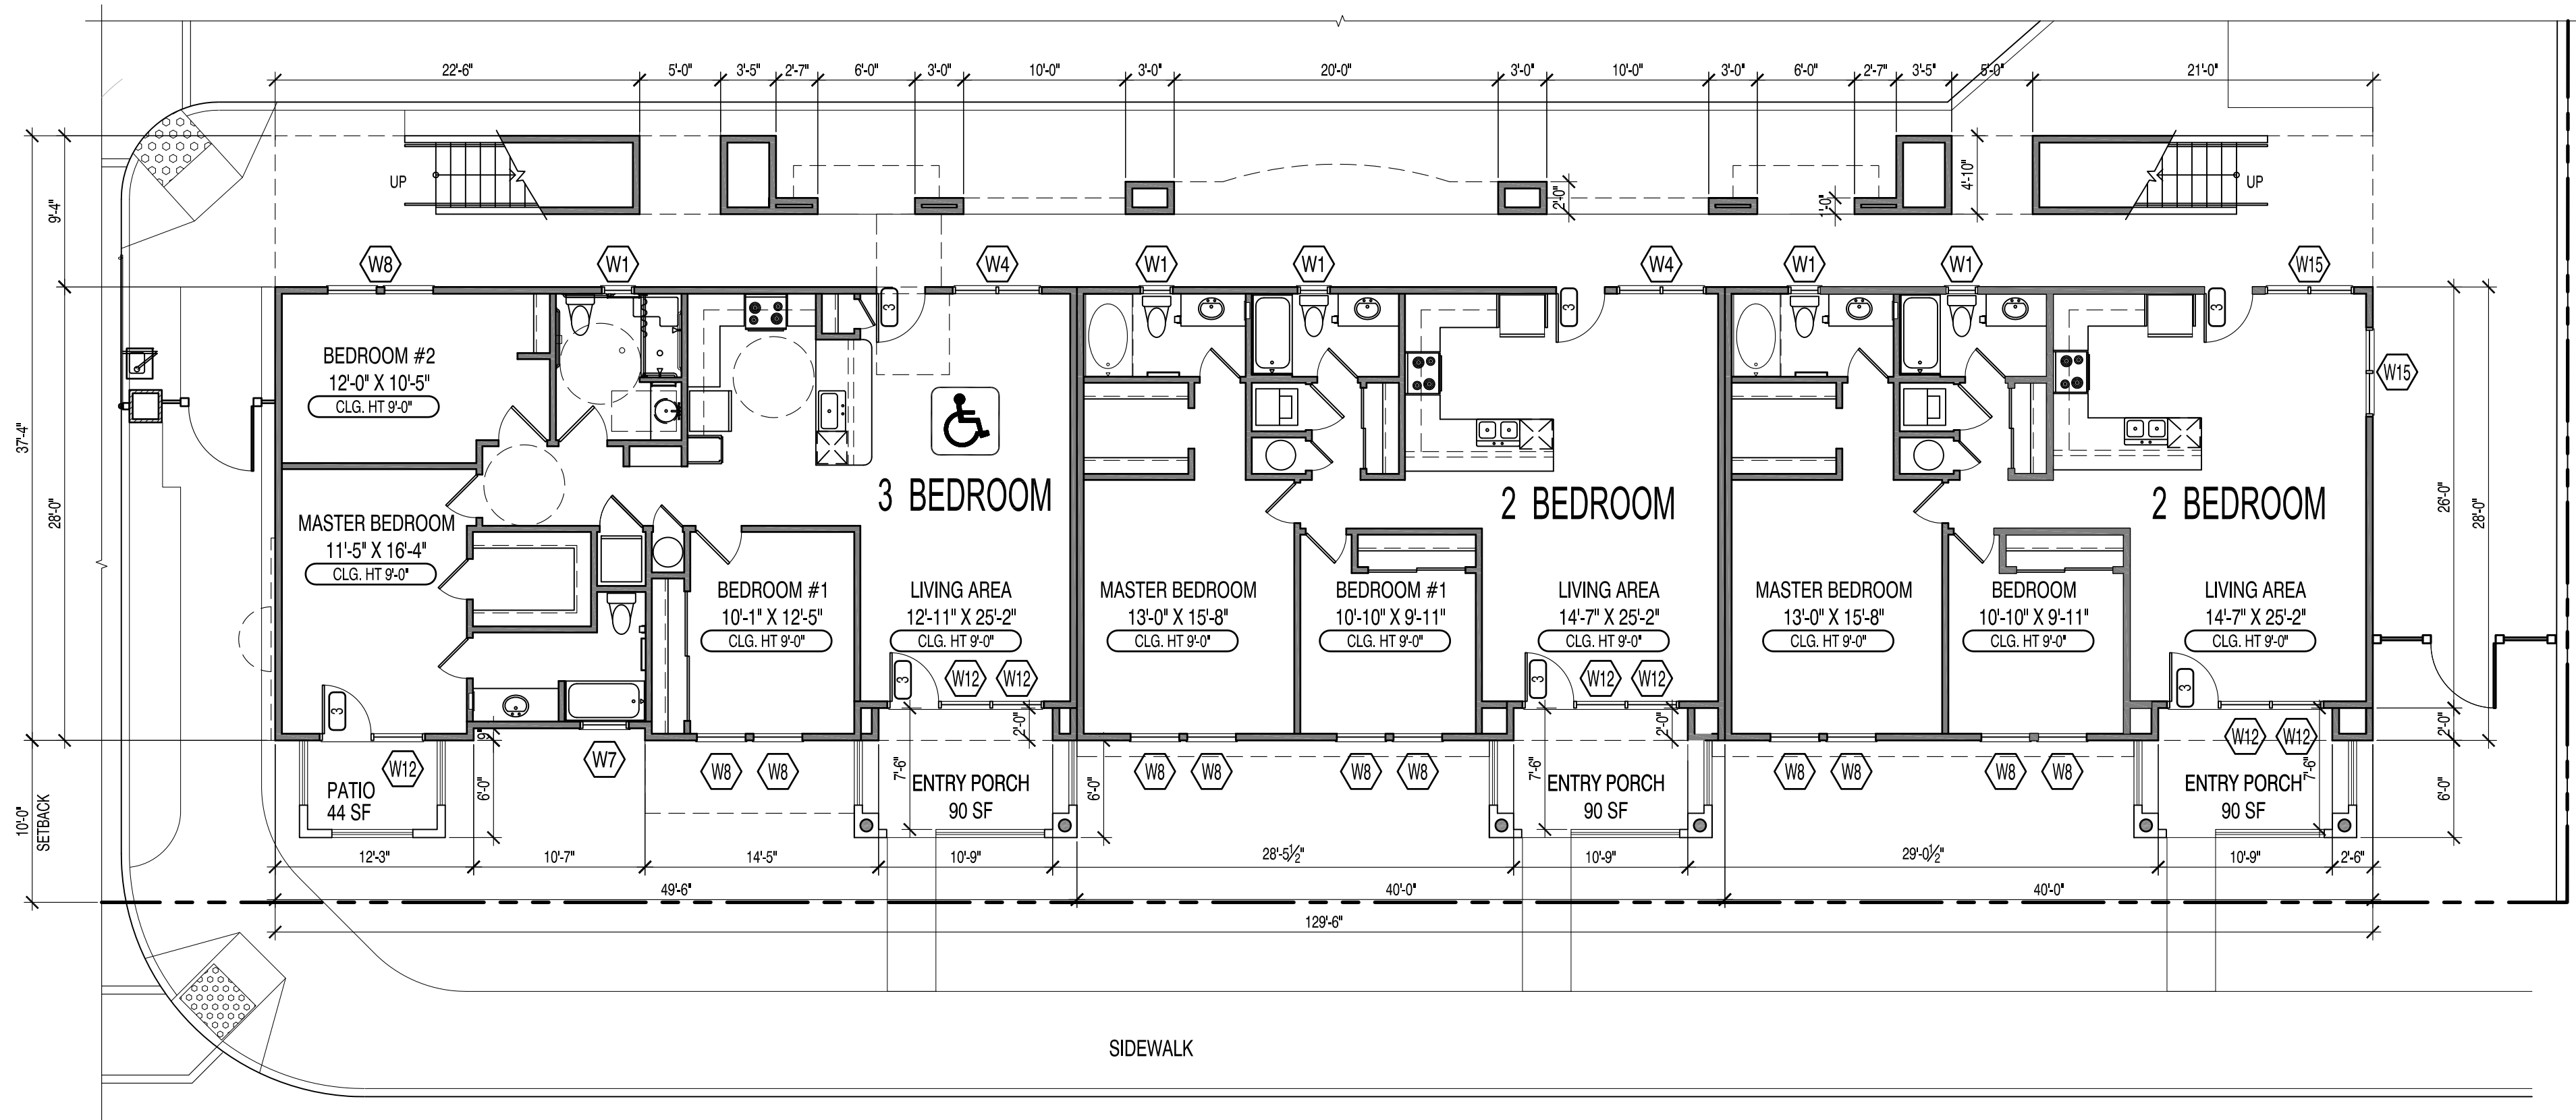 22'-6" 5'-0" 3'-5" 2'-7" 6'-0" 3'-0" 10'-0" 3'-0" 20'-0" 3'-0" 10'-0" 3'-0" 6'-0" 2'-7" 3'-5" 5'-0" 21'-0"
9'-4"
UP
2'-0"
1'-0"
4'-10"
UP
W8 W1 W4 W1 W1 W4 W1 W1 W15
3 3 3
W15
BEDROOM #2
12'-0" X 10'-5"
CLG. HT 9'-0"
37'-4"
28'-0"
3 BEDROOM
2 BEDROOM
2 BEDROOM
26'-0"
28'-0"
MASTER BEDROOM
11'-5" X 16'-4"
CLG. HT 9'-0"
BEDROOM #1
10'-1" X 12'-5"
CLG. HT 9'-0"
LIVING AREA
12'-11" X 25'-2"
CLG. HT 9'-0"
MASTER BEDROOM
13'-0" X 15'-8"
CLG. HT 9'-0"
BEDROOM #1
10'-10" X 9'-11"
CLG. HT 9'-0"
LIVING AREA
14'-7" X 25'-2"
CLG. HT 9'-0"
MASTER BEDROOM
13'-0" X 15'-8"
CLG. HT 9'-0"
BEDROOM
10'-10" X 9'-11"
CLG. HT 9'-0"
LIVING AREA
14'-7" X 25'-2"
CLG. HT 9'-0"
3 3 W12 W12 3 W12 W12 3
W12 W12
9"
2'-0"
2'-0"
2'-0"
W12 W7 W8 W8 W8 W8 W8 W8 W8 W8 W8 W8
PATIO
44 SF
6'-0"
7'-6"
ENTRY PORCH
90 SF
6'-0"
7'-6"
ENTRY PORCH
90 SF
7'-6"
ENTRY PORCH
90 SF
6'-0"
10'-0"
SETBACK
12'-3" 10'-7" 14'-5" 10'-9" 28'-5½" 10'-9" 29'-0½" 10'-9" 2'-6"
49'-6" 40'-0" 40'-0"
129'-6"
SIDEWALK